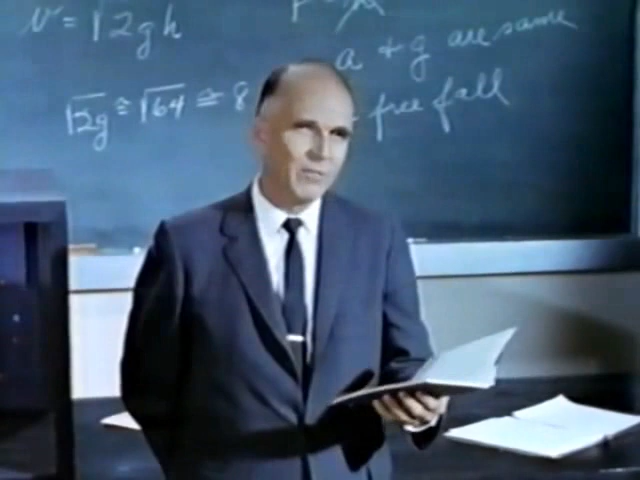 v = √2gh
a + g are same
√2g ≅ √64 ≅ 8
free fall